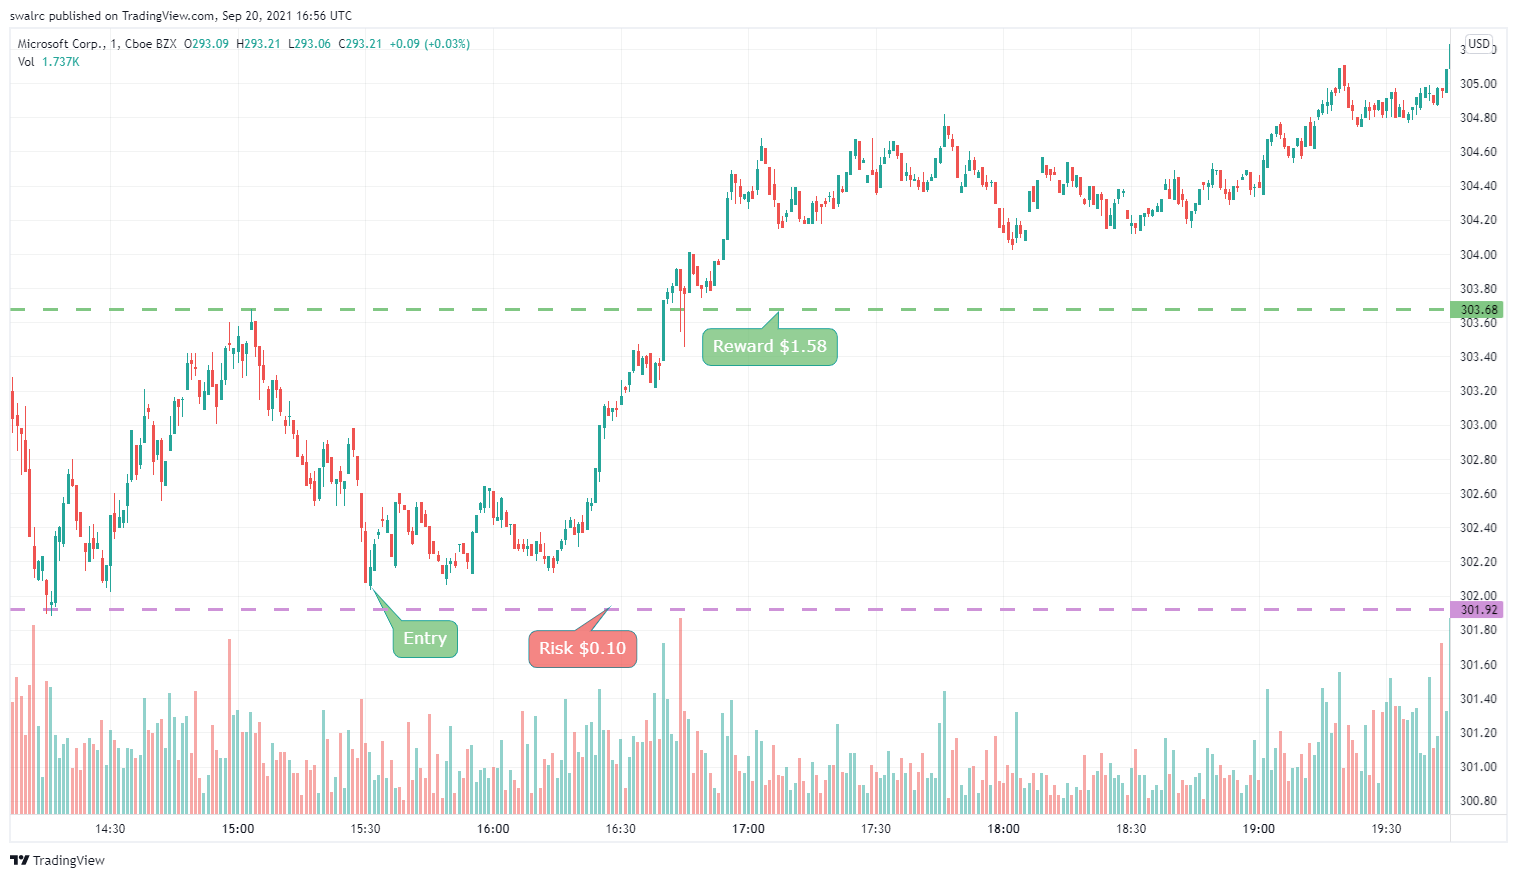 swalrc published on TradingView.com, Sep 20, 2021 16:56 UTC
Microsoft Corp., 1, Cboe BZX O293.09 H293.21 L293.06 C293.21 +0.09 (+0.03%)
Vol 1.737K
USD
305.00
304.80
304.60
304.40
304.20
304.00
303.80
303.68
303.60
Reward $1.58
303.40
303.20
303.00
302.80
302.60
302.40
302.20
302.00
301.92
301.80
Entry
Risk $0.10
301.60
301.40
301.20
301.00
300.80
14:30 15:00 15:30 16:00 16:30 17:00 17:30 18:00 18:30 19:00 19:30
TradingView